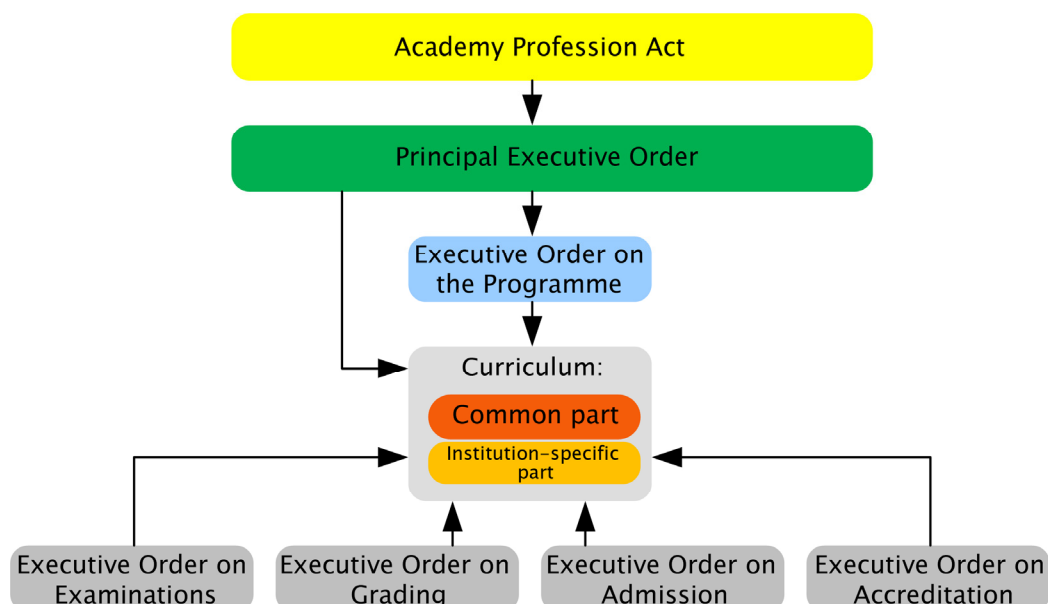 Academy Profession Act
Principal Executive Order
Executive Order on
the Programme
Curriculum:
Common part
Institution-specific
part
Executive Order on
Examinations
Executive Order on
Grading
Executive Order on
Admission
Executive Order on
Accreditation